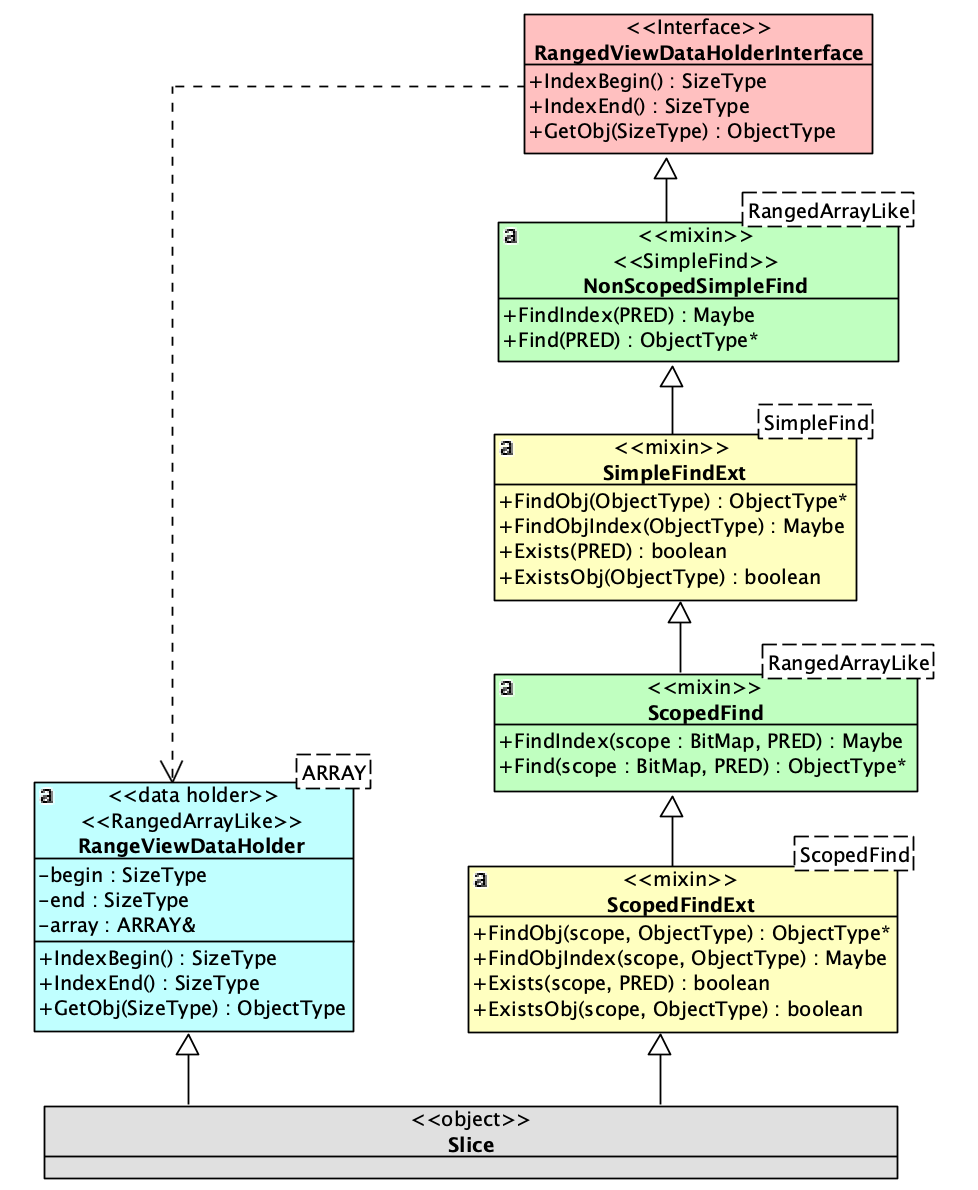 <<Interface>>
RangedViewDataHolderInterface
+IndexBegin() : SizeType
+IndexEnd() : SizeType
+GetObj(SizeType) : ObjectType
RangedArrayLike
a
<<mixin>>
<<SimpleFind>>
NonScopedSimpleFind
+FindIndex(PRED) : Maybe
+Find(PRED) : ObjectType*
SimpleFind
a
<<mixin>>
SimpleFindExt
+FindObj(ObjectType) : ObjectType*
+FindObjIndex(ObjectType) : Maybe
+Exists(PRED) : boolean
+ExistsObj(ObjectType) : boolean
RangedArrayLike
a
<<mixin>>
ScopedFind
+FindIndex(scope : BitMap, PRED) : Maybe
+Find(scope : BitMap, PRED) : ObjectType*
ARRAY
a
<<data holder>>
<<RangedArrayLike>>
RangeViewDataHolder
-begin : SizeType
-end : SizeType
-array : ARRAY&
+IndexBegin() : SizeType
+IndexEnd() : SizeType
+GetObj(SizeType) : ObjectType
ScopedFind
a
<<mixin>>
ScopedFindExt
+FindObj(scope, ObjectType) : ObjectType*
+FindObjIndex(scope, ObjectType) : Maybe
+Exists(scope, PRED) : boolean
+ExistsObj(scope, ObjectType) : boolean
<<object>>
Slice